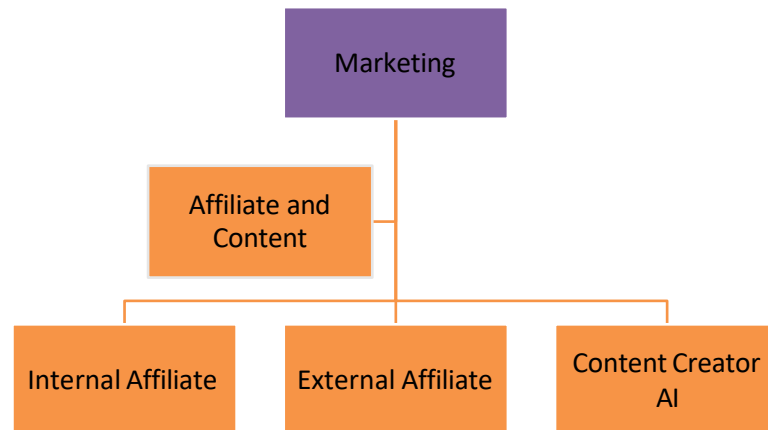 Marketing
Affiliate and
Content
Internal Affiliate
External Affiliate
Content Creator
AI